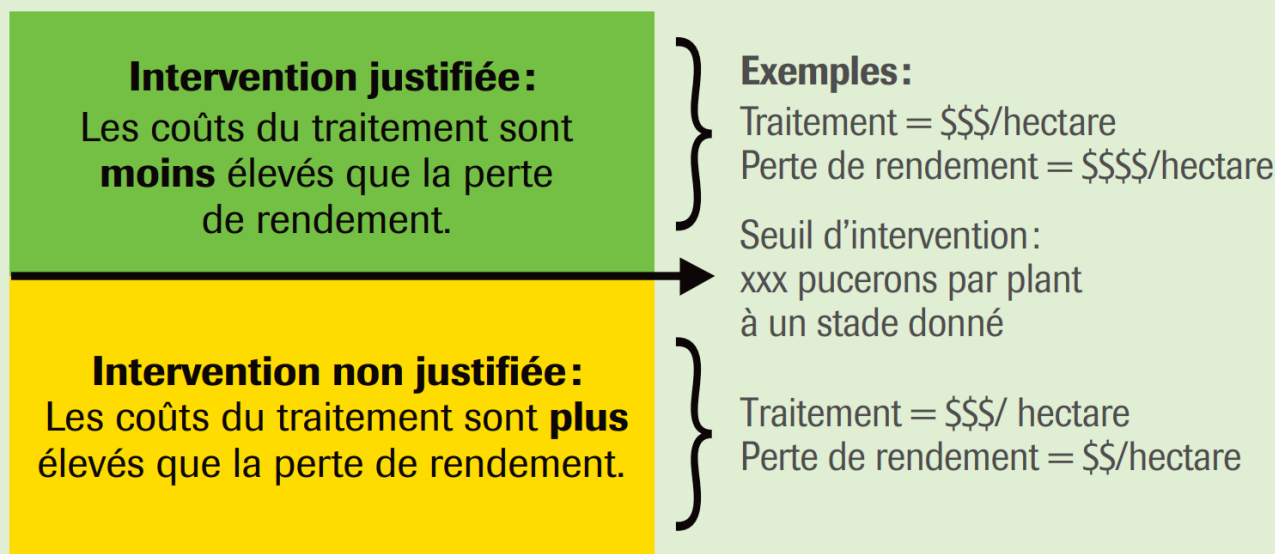 Intervention justifiée :
Les coûts du traitement sont
moins élevés que la perte
de rendement.
Exemples :
Traitement = $$$/hectare
Perte de rendement = $$$$/hectare
Seuil d'intervention :
xxx pucerons par plant
à un stade donné
Intervention non justifiée :
Les coûts du traitement sont plus
élevés que la perte de rendement.
Traitement = $$$/ hectare
Perte de rendement = $$/hectare